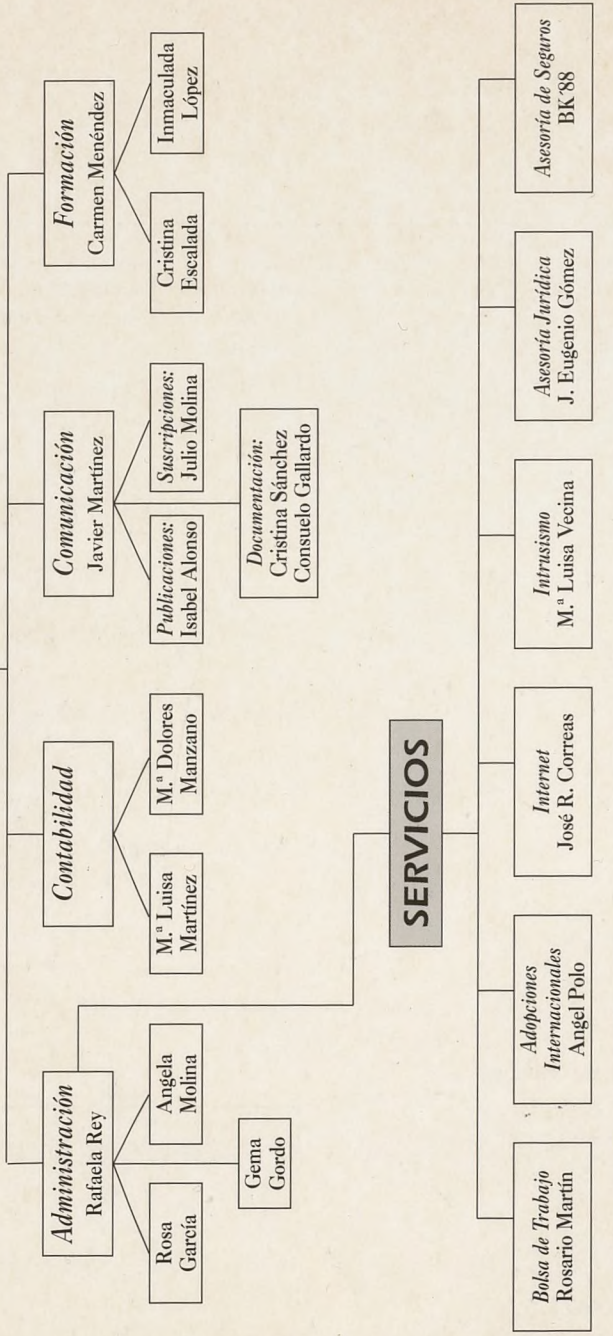 Administración
Rafaela Rey
Rosa
García
Angela
Molina
Gema
Gordo
Contabilidad
M.ª Luisa
Martínez
M.ª Dolores
Manzano
Comunicación
Javier Martínez
Publicaciones:
Isabel Alonso
Suscripciones:
Julio Molina
Documentación:
Cristina Sánchez
Consuelo Gallardo
Formación
Carmen Menéndez
Cristina
Escalada
Inmaculada
López
SERVICIOS
Bolsa de Trabajo
Rosario Martín
Adopciones
Internacionales
Angel Polo
Internet
José R. Correas
Intrusismo
M.ª Luisa Vecina
Asesoría Jurídica
J. Eugenio Gómez
Asesoría de Seguros
BK´88